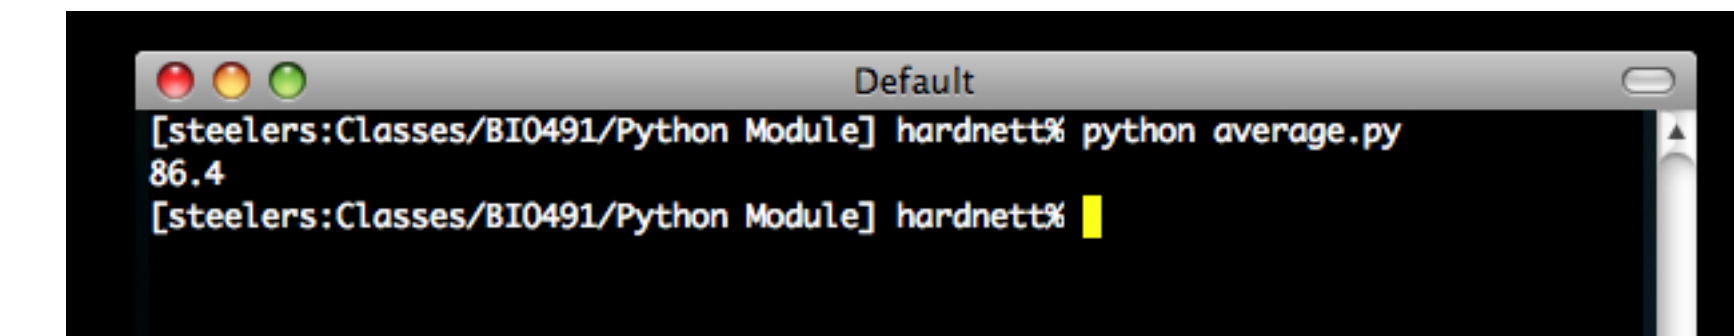 Default
[steelers:Classes/BIO491/Python Module] hardnett% python average.py
86.4
[steelers:Classes/BIO491/Python Module] hardnett%